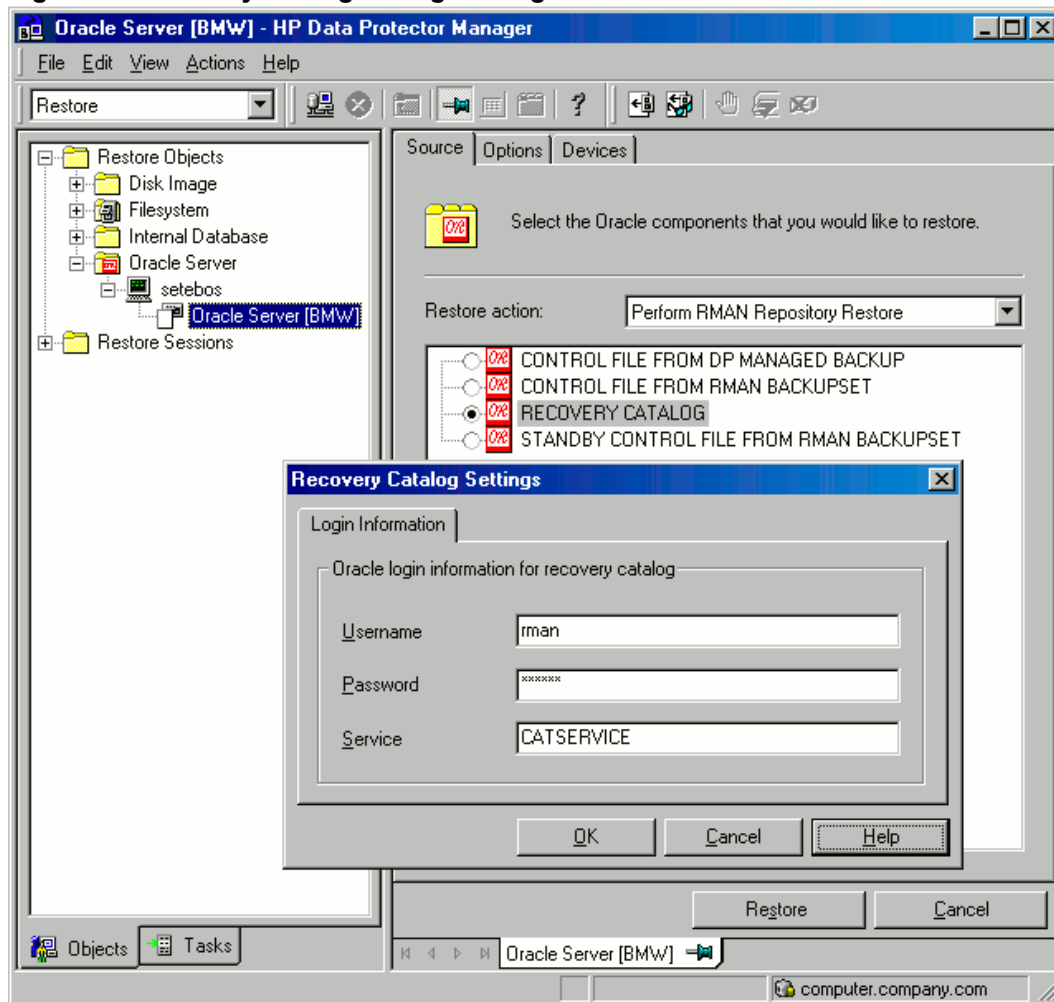 Oracle Server [BMW] - HP Data Protector Manager
File Edit View Actions Help
Restore
Restore Objects
Disk Image
Filesystem
Internal Database
Oracle Server
setebos
Oracle Server [BMW]
Restore Sessions
Source Options Devices
Select the Oracle components that you would like to restore.
Restore action: Perform RMAN Repository Restore
CONTROL FILE FROM DP MANAGED BACKUP
CONTROL FILE FROM RMAN BACKUPSET
RECOVERY CATALOG
STANDBY CONTROL FILE FROM RMAN BACKUPSET
Recovery Catalog Settings
Login Information
Oracle login information for recovery catalog
Username rman
Password ******
Service CATSERVICE
OK Cancel Help
Restore Cancel
Objects Tasks
Oracle Server [BMW]
computer.company.com